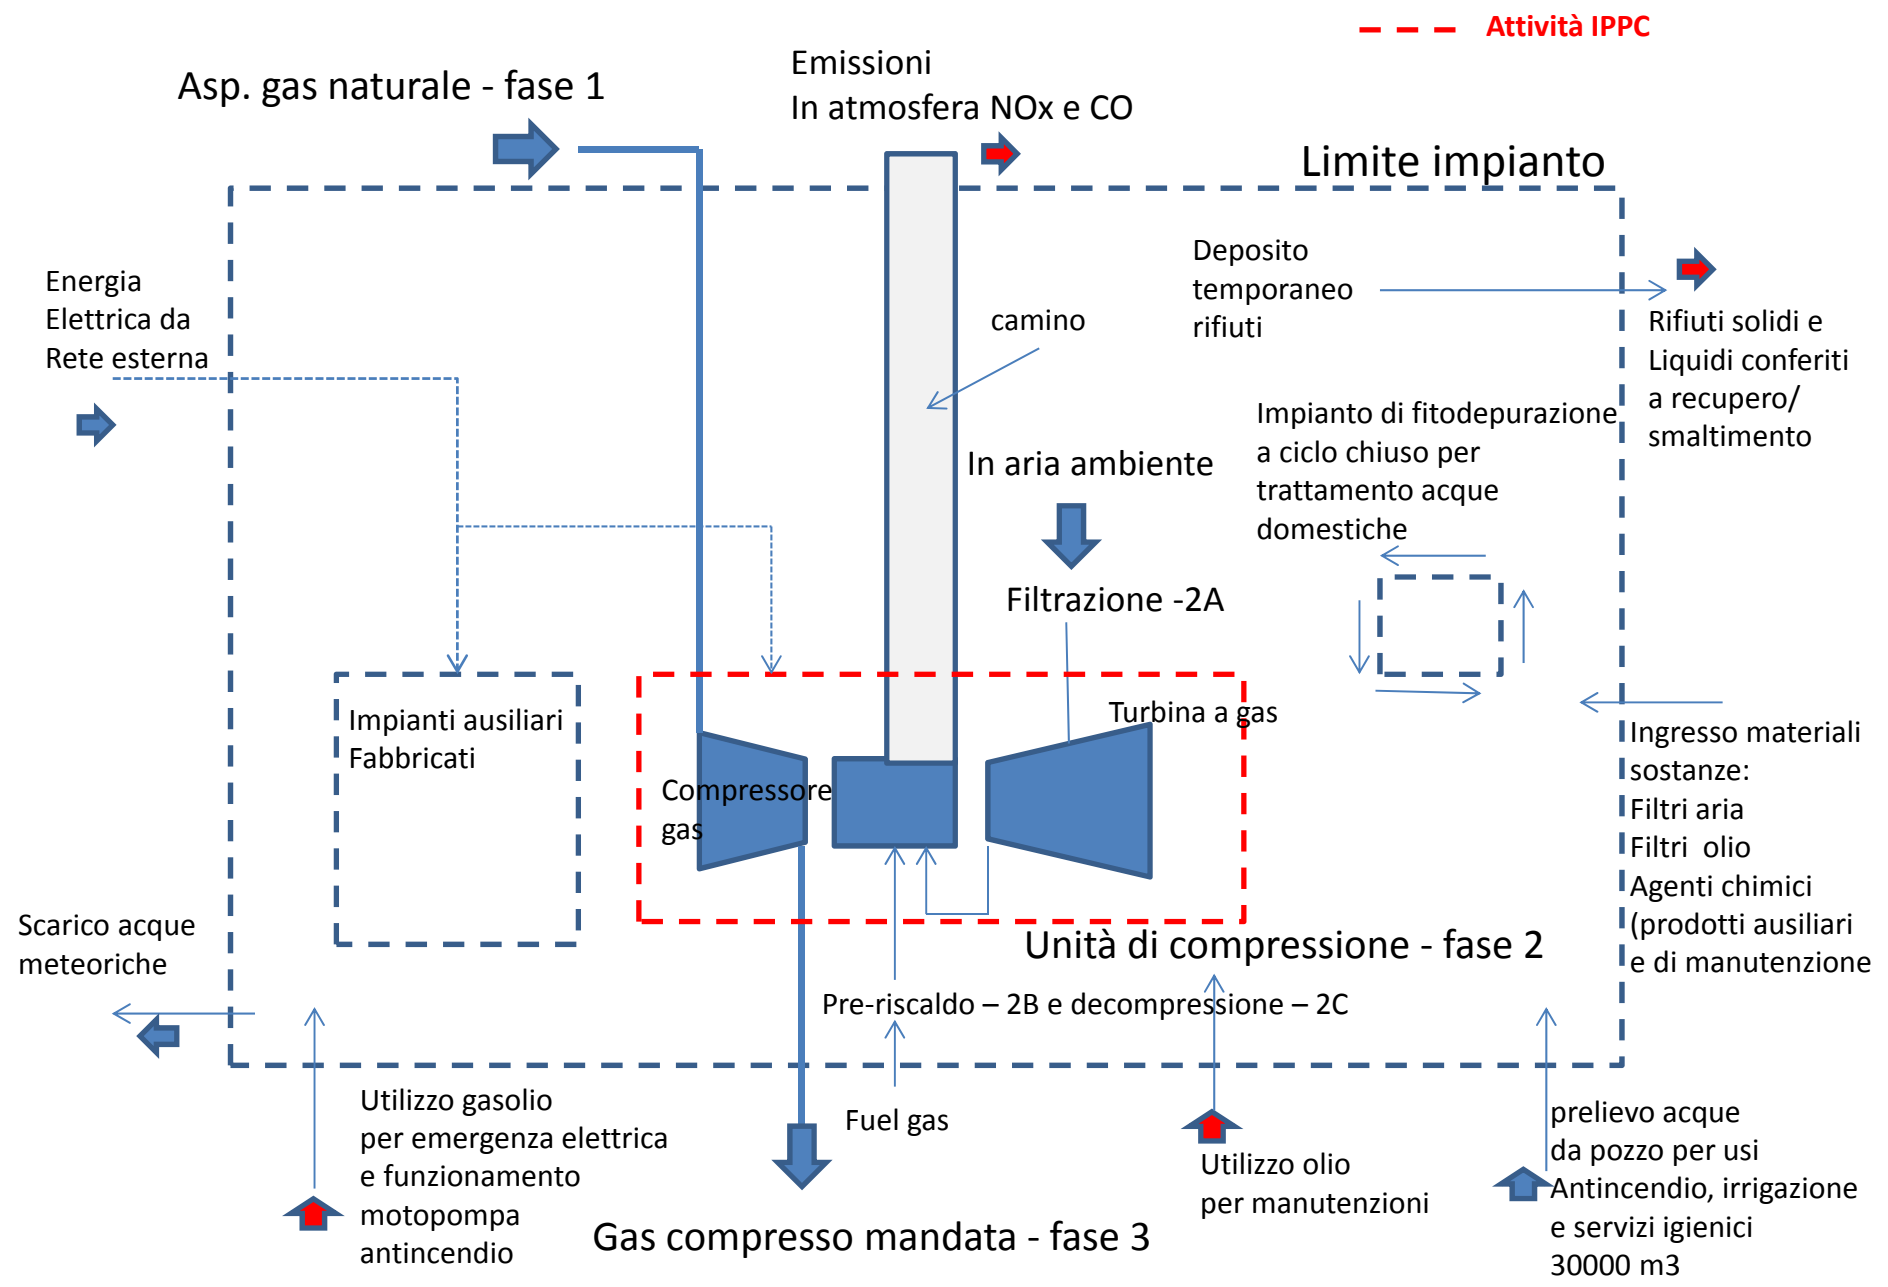 Attività IPPC
Asp. gas naturale - fase 1
Emissioni
In atmosfera NOx e CO
Limite impianto
Energia
Elettrica da
Rete esterna
camino
Deposito
temporaneo
rifiuti
Rifiuti solidi e
Liquidi conferiti
a recupero/
smaltimento
In aria ambiente
Impianto di fitodepurazione
a ciclo chiuso per
trattamento acque
domestiche
Filtrazione -2A
Impianti ausiliari
Fabbricati
Compressore
gas
Turbina a gas
Ingresso materiali
sostanze:
Filtri aria
Filtri olio
Agenti chimici
(prodotti ausiliari
e di manutenzione
Scarico acque
meteoriche
Unità di compressione - fase 2
Pre-riscaldo – 2B e decompressione – 2C
Utilizzo gasolio
per emergenza elettrica
e funzionamento
motopompa
antincendio
Fuel gas
Utilizzo olio
per manutenzioni
prelievo acque
da pozzo per usi
Antincendio, irrigazione
e servizi igienici
30000 m3
Gas compresso mandata - fase 3